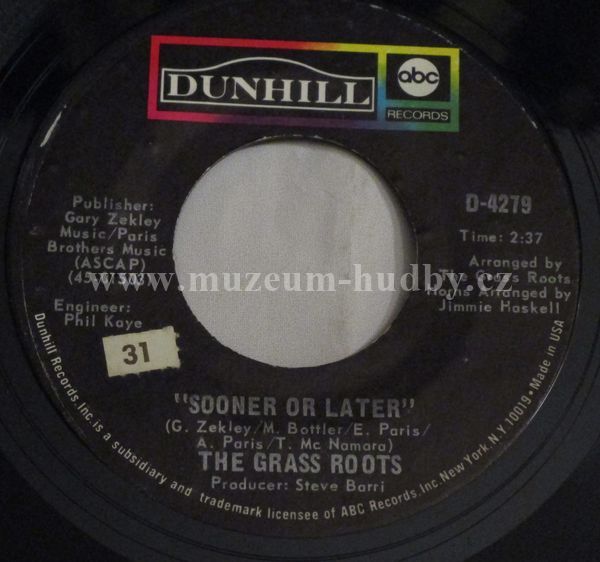 DUNHILL
abc
RECORDS
Publisher:
Gary Zekley
Music/Paris
Brothers Music
(ASCAP)
Engineer:
Phil Kaye
31
D-4279
Time: 2:37
Arranged by
The Grass Roots
Horns Arranged by
Jimmie Haskell
www.muzeum-hudby.cz
"SOONER OR LATER"
(G. Zekley/M. Bottler/E. Paris/
A. Paris/T. Mc Namara)
THE GRASS ROOTS
Producer: Steve Barri
Dunhill Records, Inc. is a subsidiary and trademark licensee of ABC Records, Inc. New York, N.Y. 10019 • Made in USA